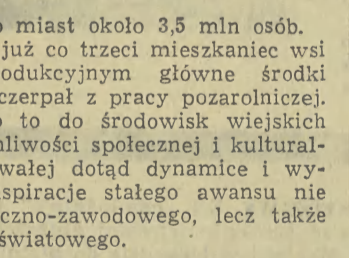 miast około 3,5 mln osób.
już co trzeci mieszkaniec wsi
odukcyjnym główne środki
czerpał z pracy pozarolniczej.
to do środowisk wiejskich
liwości społecznej i kultural-
wałej dotąd dynamice i wy-
spiracje stałego awansu nie
czno-zawodowego, lecz także
światowego.